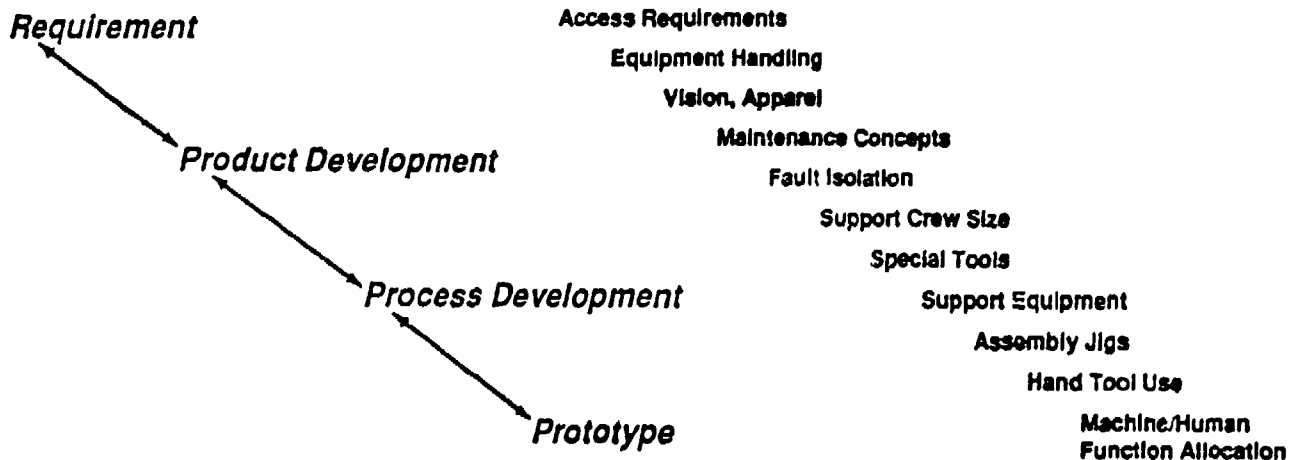 Requirement
Product Development
Process Development
Prototype
Access Requirements
Equipment Handling
Vision, Apparel
Maintenance Concepts
Fault Isolation
Support Crew Size
Special Tools
Support Equipment
Assembly Jigs
Hand Tool Use
Machine/Human
Function Allocation